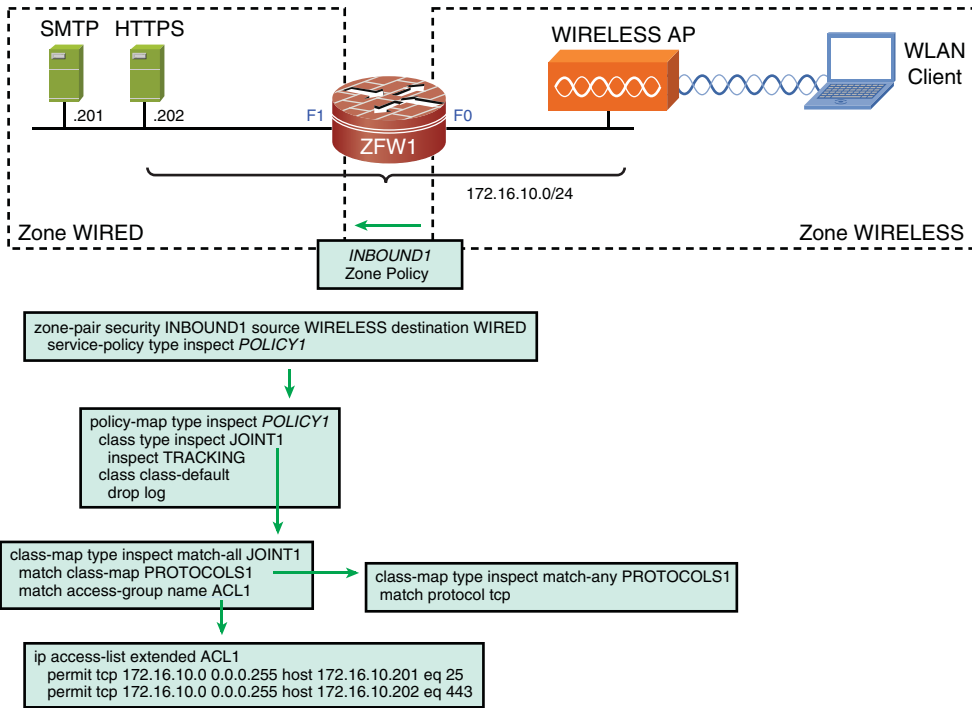 SMTP HTTPS
WIRELESS AP
WLAN
Client
.201
.202
F1
F0
ZFW1
172.16.10.0/24
Zone WIRED
Zone WIRELESS
INBOUND1
Zone Policy
zone-pair security INBOUND1 source WIRELESS destination WIRED
service-policy type inspect POLICY1
policy-map type inspect POLICY1
class type inspect JOINT1
inspect TRACKING
class class-default
drop log
class-map type inspect match-all JOINT1
match class-map PROTOCOLS1
match access-group name ACL1
class-map type inspect match-any PROTOCOLS1
match protocol tcp
ip access-list extended ACL1
permit tcp 172.16.10.0 0.0.0.255 host 172.16.10.201 eq 25
permit tcp 172.16.10.0 0.0.0.255 host 172.16.10.202 eq 443